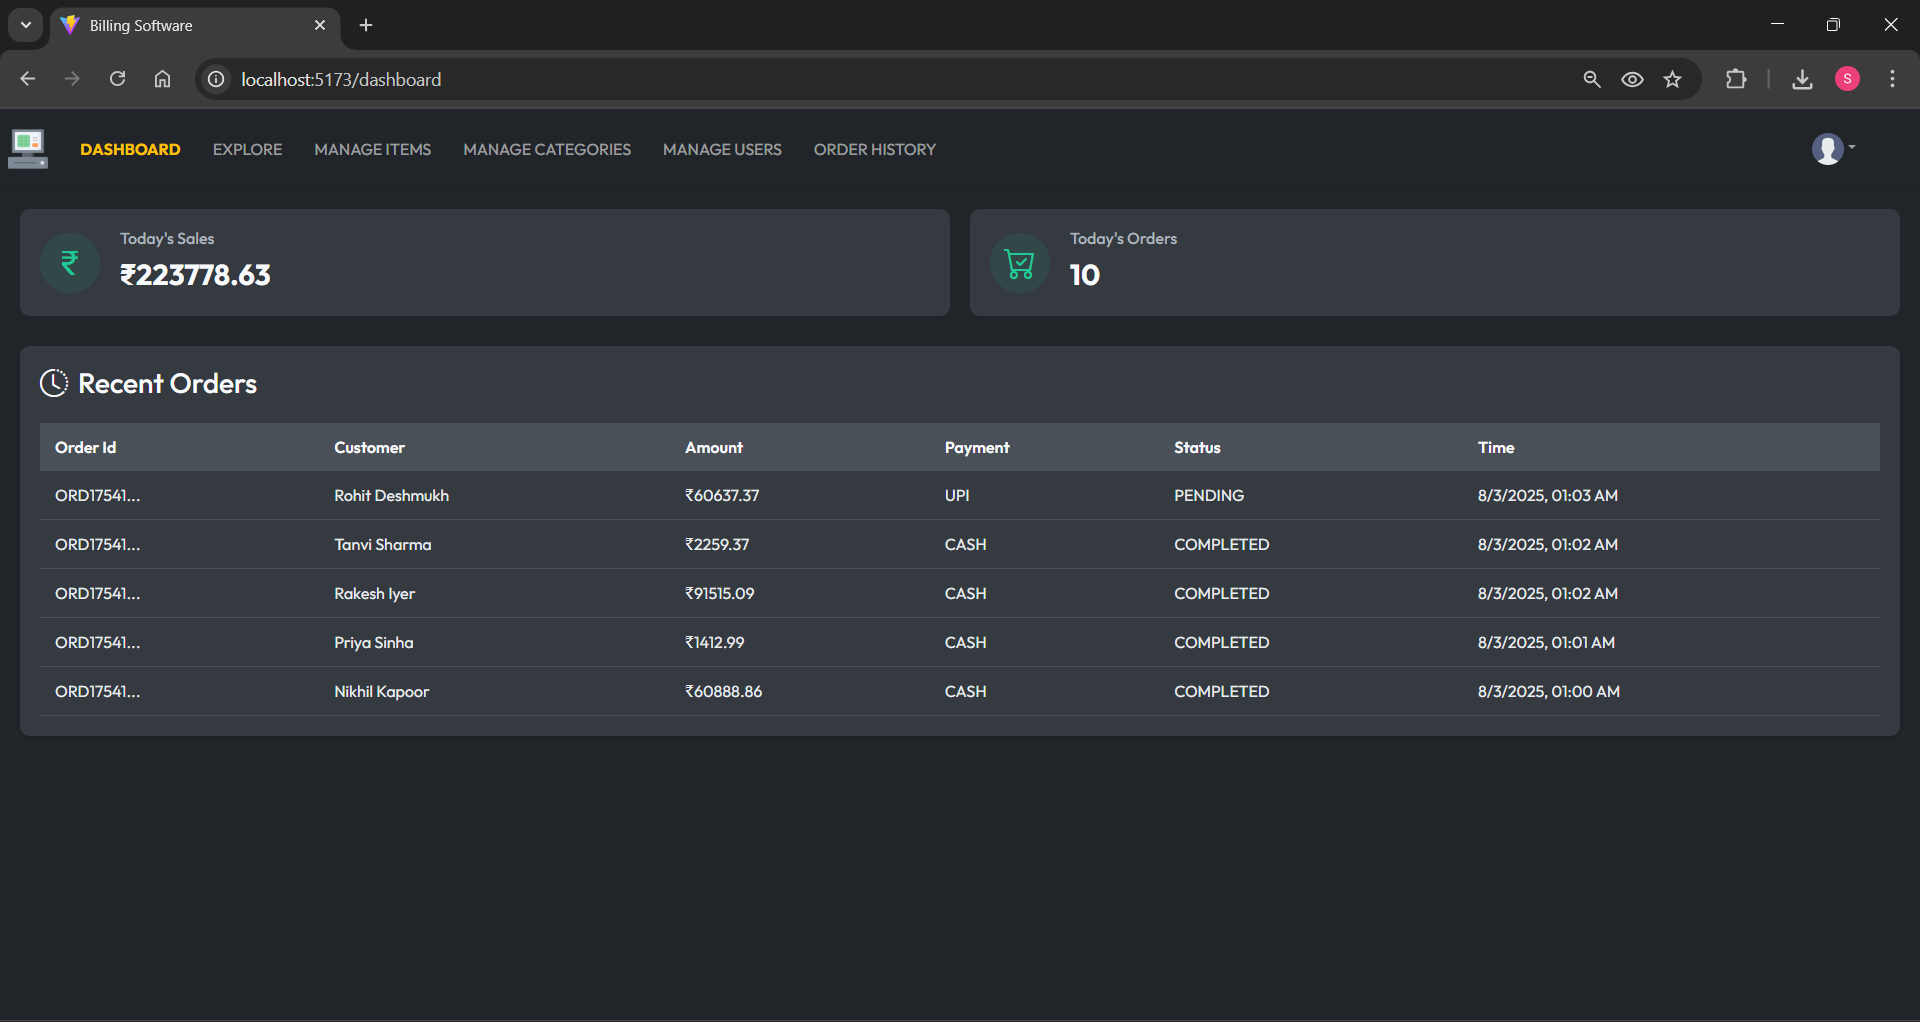 Billing Software
localhost:5173/dashboard
S
DASHBOARD EXPLORE MANAGE ITEMS MANAGE CATEGORIES MANAGE USERS ORDER HISTORY
Today's Sales
₹223778.63
Today's Orders
10
Recent Orders
Order Id Customer Amount Payment Status Time
ORD17541... Rohit Deshmukh ₹60637.37 UPI PENDING 8/3/2025, 01:03 AM
ORD17541... Tanvi Sharma ₹2259.37 CASH COMPLETED 8/3/2025, 01:02 AM
ORD17541... Rakesh Iyer ₹91515.09 CASH COMPLETED 8/3/2025, 01:02 AM
ORD17541... Priya Sinha ₹1412.99 CASH COMPLETED 8/3/2025, 01:01 AM
ORD17541... Nikhil Kapoor ₹60888.86 CASH COMPLETED 8/3/2025, 01:00 AM